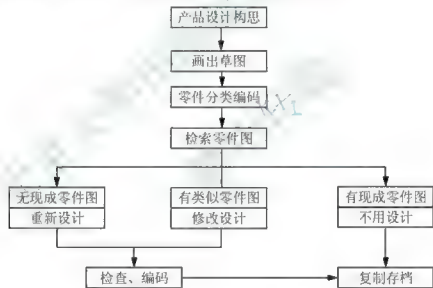 产品设计构思
画出草图
零件分类编码
检索零件图
无现成零件图
重新设计
有类似零件图
修改设计
有现成零件图
不用设计
检查、编码
复制存档